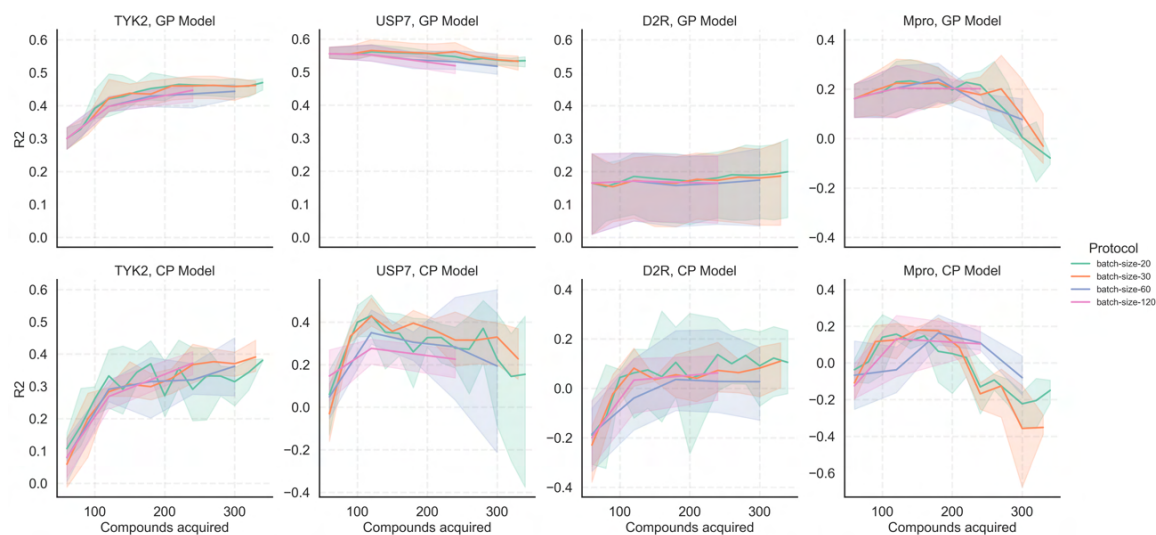 TYK2, GP Model
USP7, GP Model
D2R, GP Model
Mpro, GP Model
0.6
0.5
0.4
0.3
0.2
0.1
0.0
R2
0.6
0.5
0.4
0.3
0.2
0.1
0.0
0.6
0.5
0.4
0.3
0.2
0.1
0.0
0.4
0.2
0.0
−0.2
−0.4
Protocol
batch-size-20
batch-size-30
batch-size-60
batch-size-120
TYK2, CP Model
USP7, CP Model
D2R, CP Model
Mpro, CP Model
0.6
0.5
0.4
0.3
0.2
0.1
0.0
R2
0.4
0.2
0.0
−0.2
−0.4
0.4
0.2
0.0
−0.2
−0.4
0.4
0.2
0.0
−0.2
−0.4
−0.6
100 200 300
100 200 300
100 200 300
100 200 300
Compounds acquired
Compounds acquired
Compounds acquired
Compounds acquired